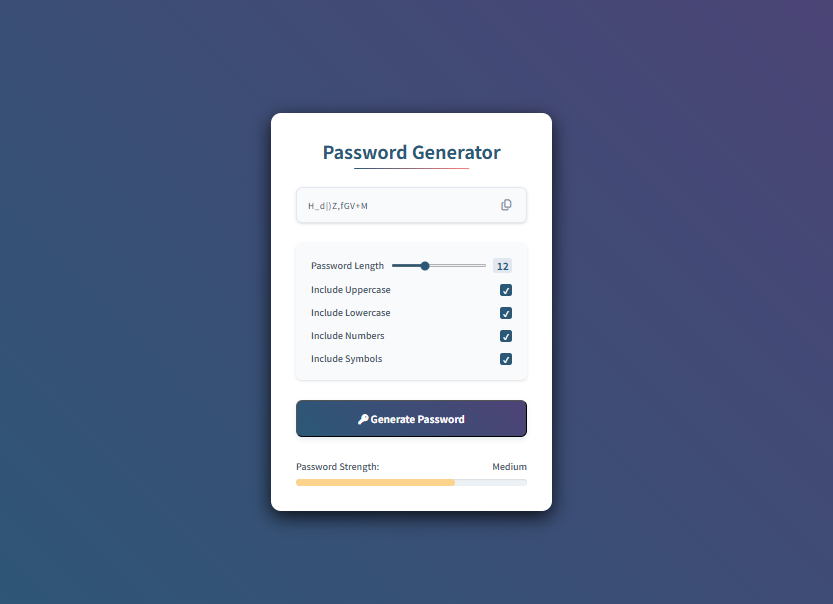 Password Generator
H_d|)Z,fGV+M
Password Length 12
Include Uppercase
Include Lowercase
Include Numbers
Include Symbols
Generate Password
Password Strength: Medium